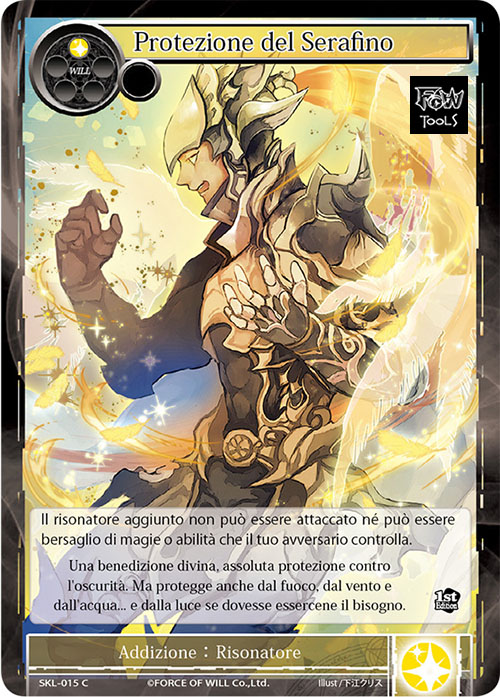 Protezione del Serafino
WILL
FOW
TOOLS
Il risonatore aggiunto non può essere attaccato né può essere
bersaglio di magie o abilità che il tuo avversario controlla.
Una benedizione divina, assoluta protezione contro
l'oscurità. Ma protegge anche dal fuoco, dal vento e
dall'acqua... e dalla luce se dovesse essercene il bisogno.
1st
Edition
Addizione : Risonatore
SKL-015 C ©FORCE OF WILL Co.,Ltd. Illust /下江クリス